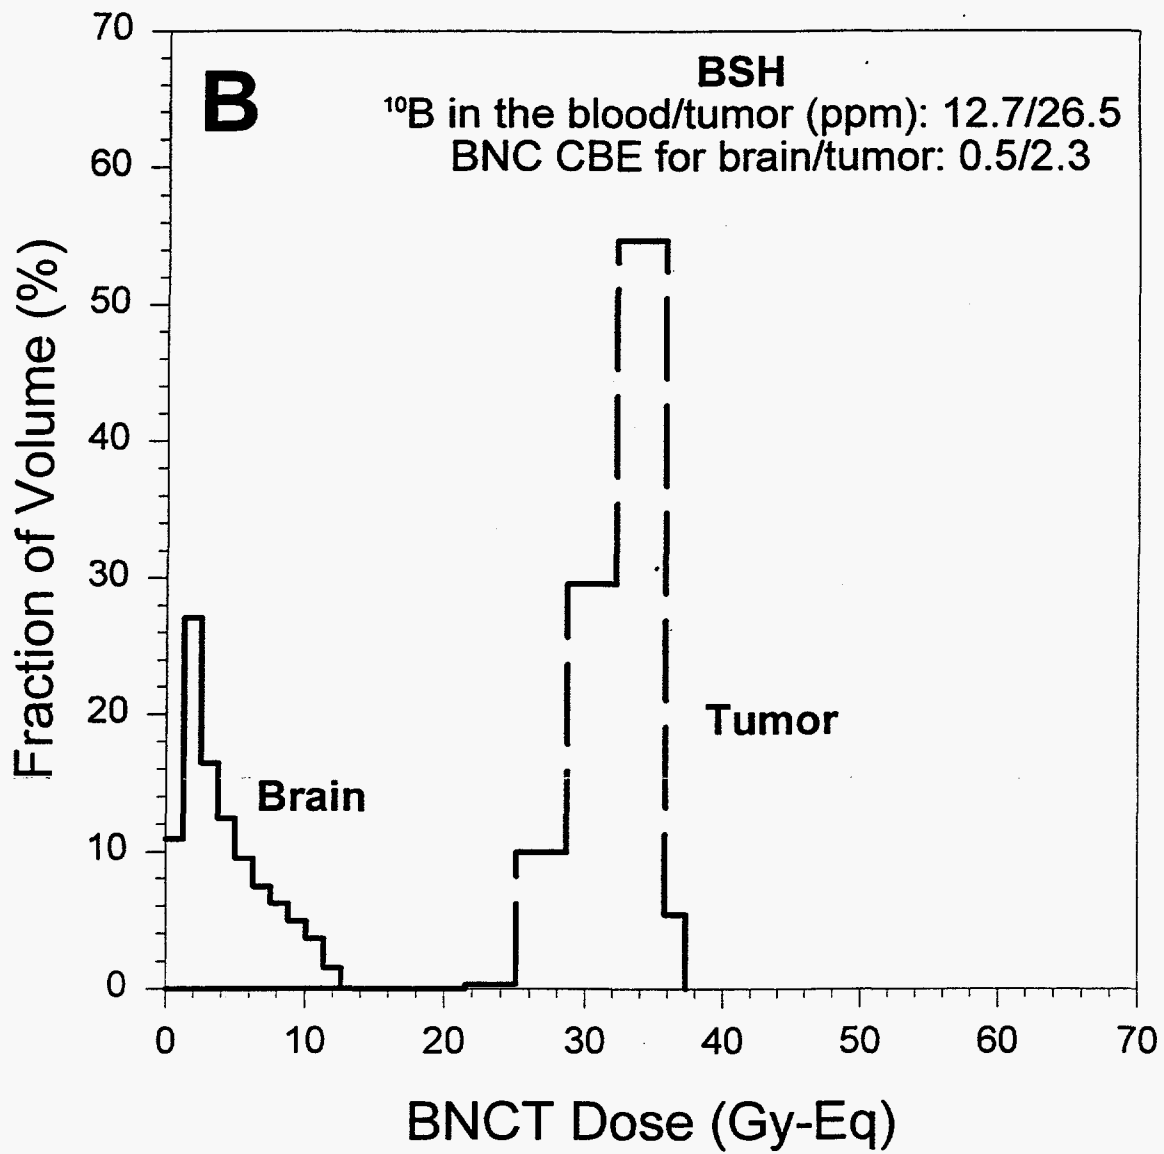 70
B
BSH
¹⁰B in the blood/tumor (ppm): 12.7/26.5
BNC CBE for brain/tumor: 0.5/2.3
60
50
40
30
20
10
0
Fraction of Volume (%)
Tumor
Brain
0 10 20 30 40 50 60 70
BNCT Dose (Gy-Eq)